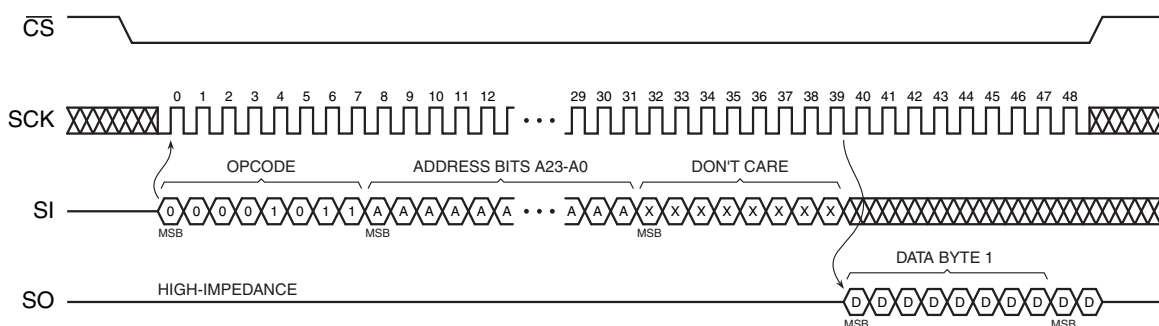 CS
SCK
0 1 2 3 4 5 6 7 8 9 10 11 12 29 30 31 32 33 34 35 36 37 38 39 40 41 42 43 44 45 46 47 48
OPCODE ADDRESS BITS A23-A0 DON'T CARE
SI 0 0 0 0 1 0 1 1 A A A A A A A A A X X X X X X X X
MSB MSB MSB
DATA BYTE 1
SO HIGH-IMPEDANCE D D D D D D D D D D
MSB MSB